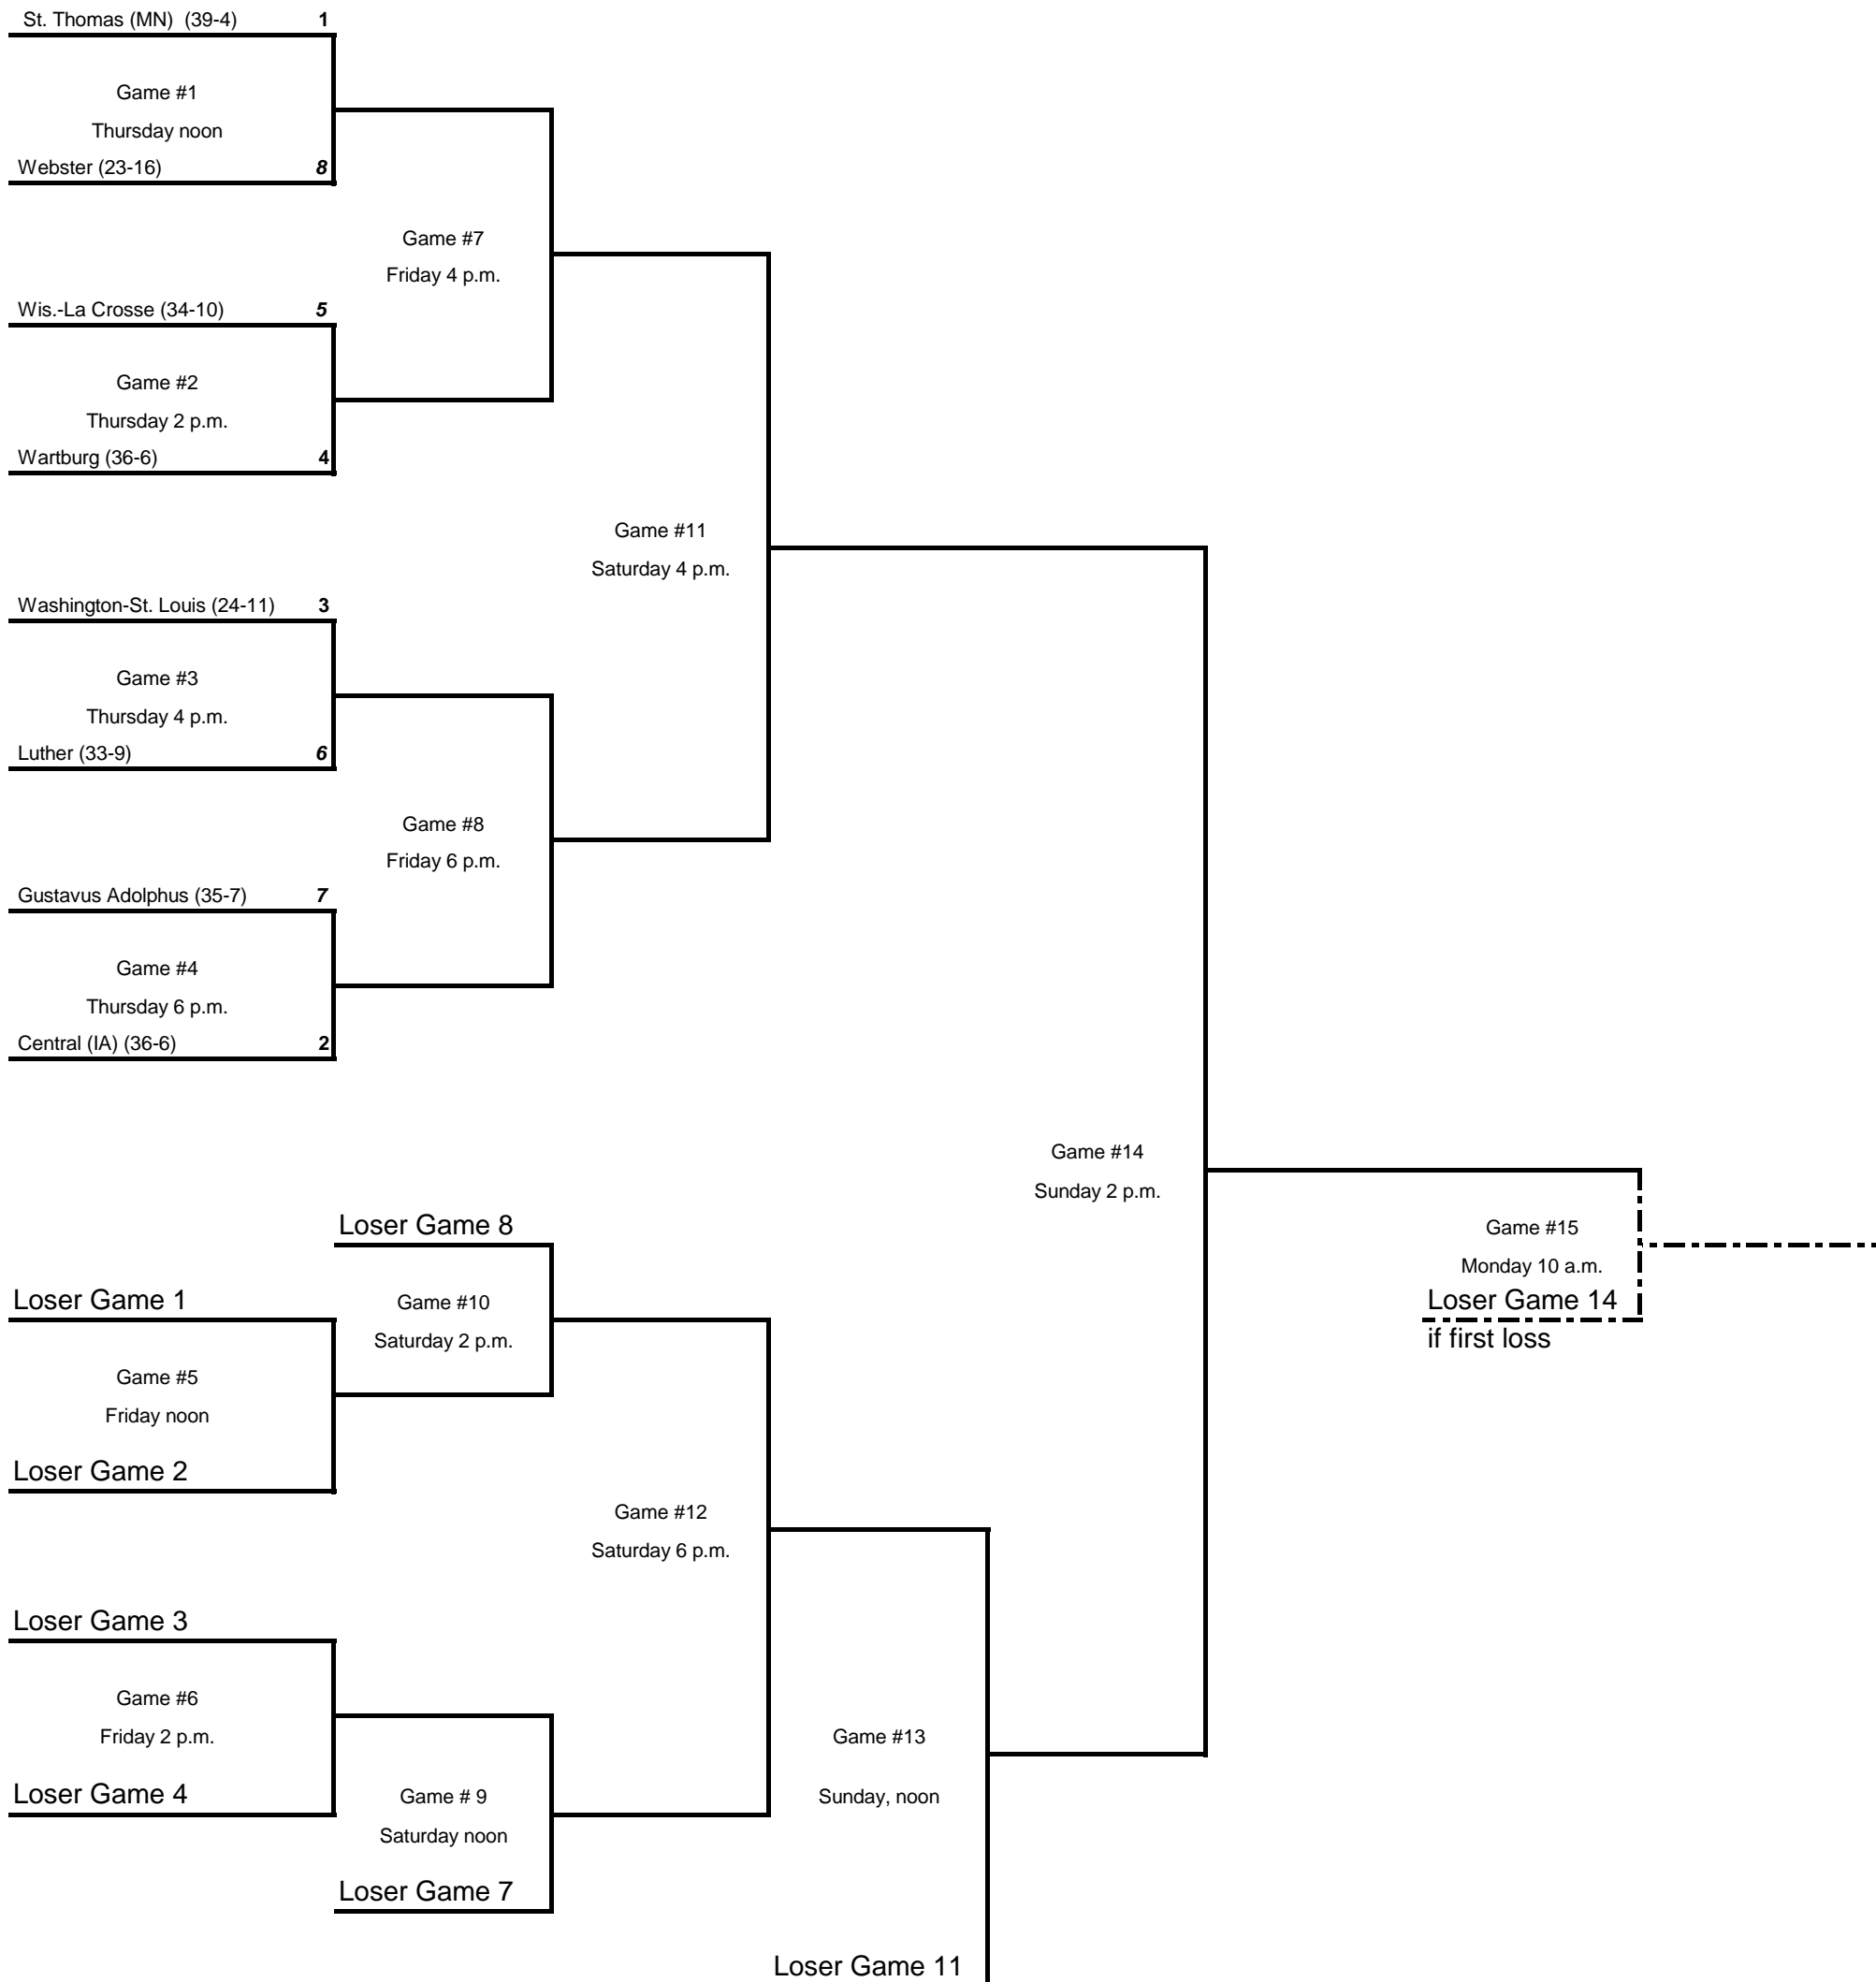 St. Thomas (MN)  (39-4) 1
Game #1
Thursday noon
Webster (23-16) 8
Game #7
Friday 4 p.m.
Wis.-La Crosse (34-10) 5
Game #2
Thursday 2 p.m.
Wartburg (36-6) 4
Game #11
Saturday 4 p.m.
Washington-St. Louis (24-11) 3
Game #3
Thursday 4 p.m.
Luther (33-9) 6
Game #8
Friday 6 p.m.
Gustavus Adolphus (35-7) 7
Game #4
Thursday 6 p.m.
Central (IA) (36-6) 2
Game #14
Sunday 2 p.m.
Loser Game 8
Game #15
Monday 10 a.m.
Loser Game 14
if first loss
Loser Game 1
Game #10
Saturday 2 p.m.
Game #5
Friday noon
Loser Game 2
Game #12
Saturday 6 p.m.
Loser Game 3
Game #6
Friday 2 p.m.
Game #13
Sunday, noon
Loser Game 4
Game # 9
Saturday noon
Loser Game 7
Loser Game 11